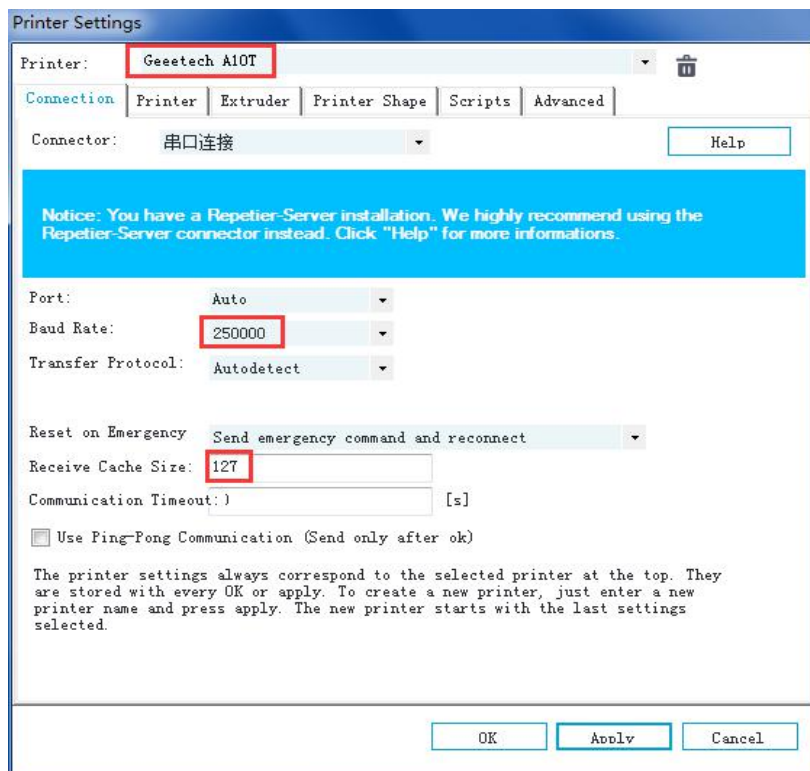 Printer Settings
Printer: Geeetech A10T
Connection Printer Extruder Printer Shape Scripts Advanced
Connector: 串口连接 Help
Notice: You have a Repetier-Server installation. We highly recommend using the
Repetier-Server connector instead. Click "Help" for more informations.
Port: Auto
Baud Rate: 250000
Transfer Protocol: Autodetect
Reset on Emergency Send emergency command and reconnect
Receive Cache Size: 127
Communication Timeout: ) [s]
Use Ping-Pong Communication (Send only after ok)
The printer settings always correspond to the selected printer at the top. They
are stored with every OK or apply. To create a new printer, just enter a new
printer name and press apply. The new printer starts with the last settings
selected.
OK Apply Cancel